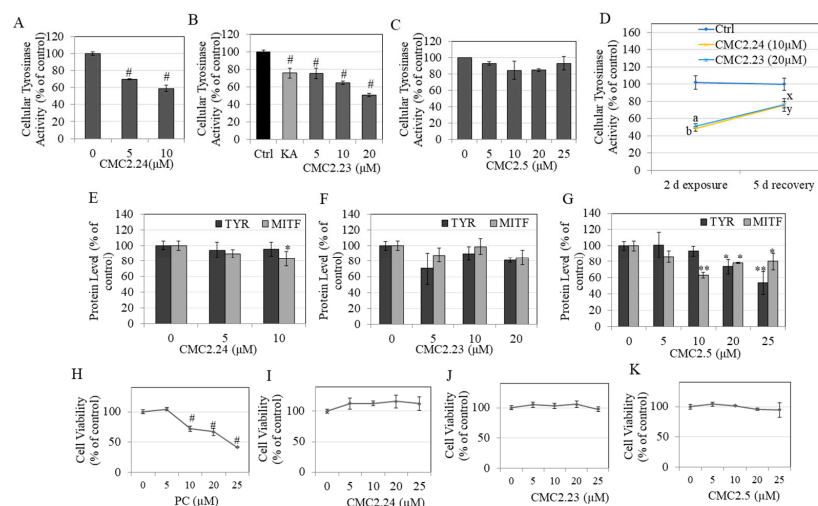 A
Cellular Tyrosinase
Activity (% of control)
120
100
80
60
40
20
0
#
#
0 5 10
CMC2.24(µM)
B
Cellular Tyrosinase
Activity (% of control)
120
100
80
60
40
20
0
#
#
#
#
Ctrl KA 5 10 20
CMC2.23 (µM)
C
Cellular Tyrosinase
Activity (% of control)
120
100
80
60
40
20
0
0 5 10 20 25
CMC2.5(µM)
D
Cellular Tyrosinase
Activity (% of control)
160
140
120
100
80
60
40
20
0
Ctrl
CMC2.24 (10µM)
CMC2.23 (20µM)
a
b
x
y
2 d exposure 5 d recovery
E
Protein Level (% of
control)
140
120
100
80
60
40
20
0
TYR MITF
*
0 5 10
CMC2.24 (µM)
F
Protein Level (% of
control)
140
120
100
80
60
40
20
0
TYR MITF
0 5 10 20
CMC2.23 (µM)
G
Protein Level (% of
control)
140
120
100
80
60
40
20
0
TYR MITF
**
* *
** *
0 5 10 20 25
CMC2.5 (µM)
H
Cell Viability
(% of control)
100
50
0
#
#
#
0 5 10 20 25
PC (µM)
I
Cell Viability
(% of control)
100
50
0
0 5 10 20 25
CMC2.24 (µM)
J
Cell Viability
(% of control)
100
50
0
0 5 10 20 25
CMC2.23 (µM)
K
Cell Viability
(% of control)
100
50
0
0 5 10 20 25
CMC2.5 (µM)